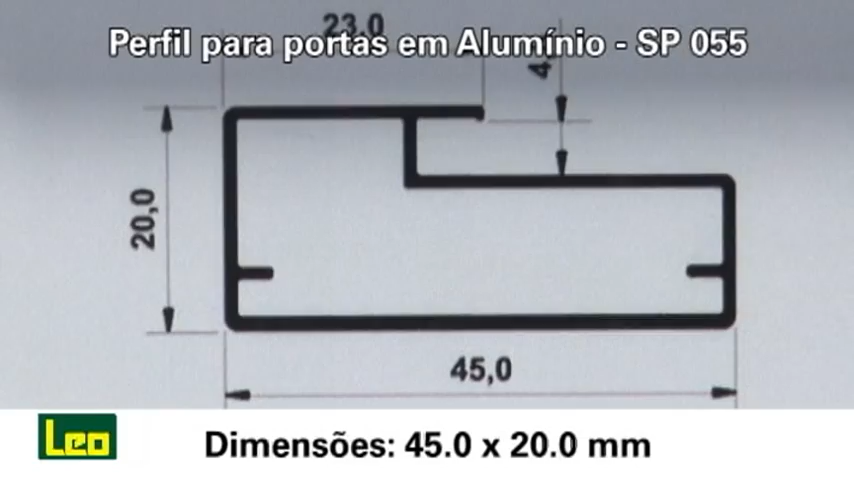 23.0
Perfil para portas em Alumínio - SP 055
20,0
45,0
Leo
Dimensões: 45.0 x 20.0 mm